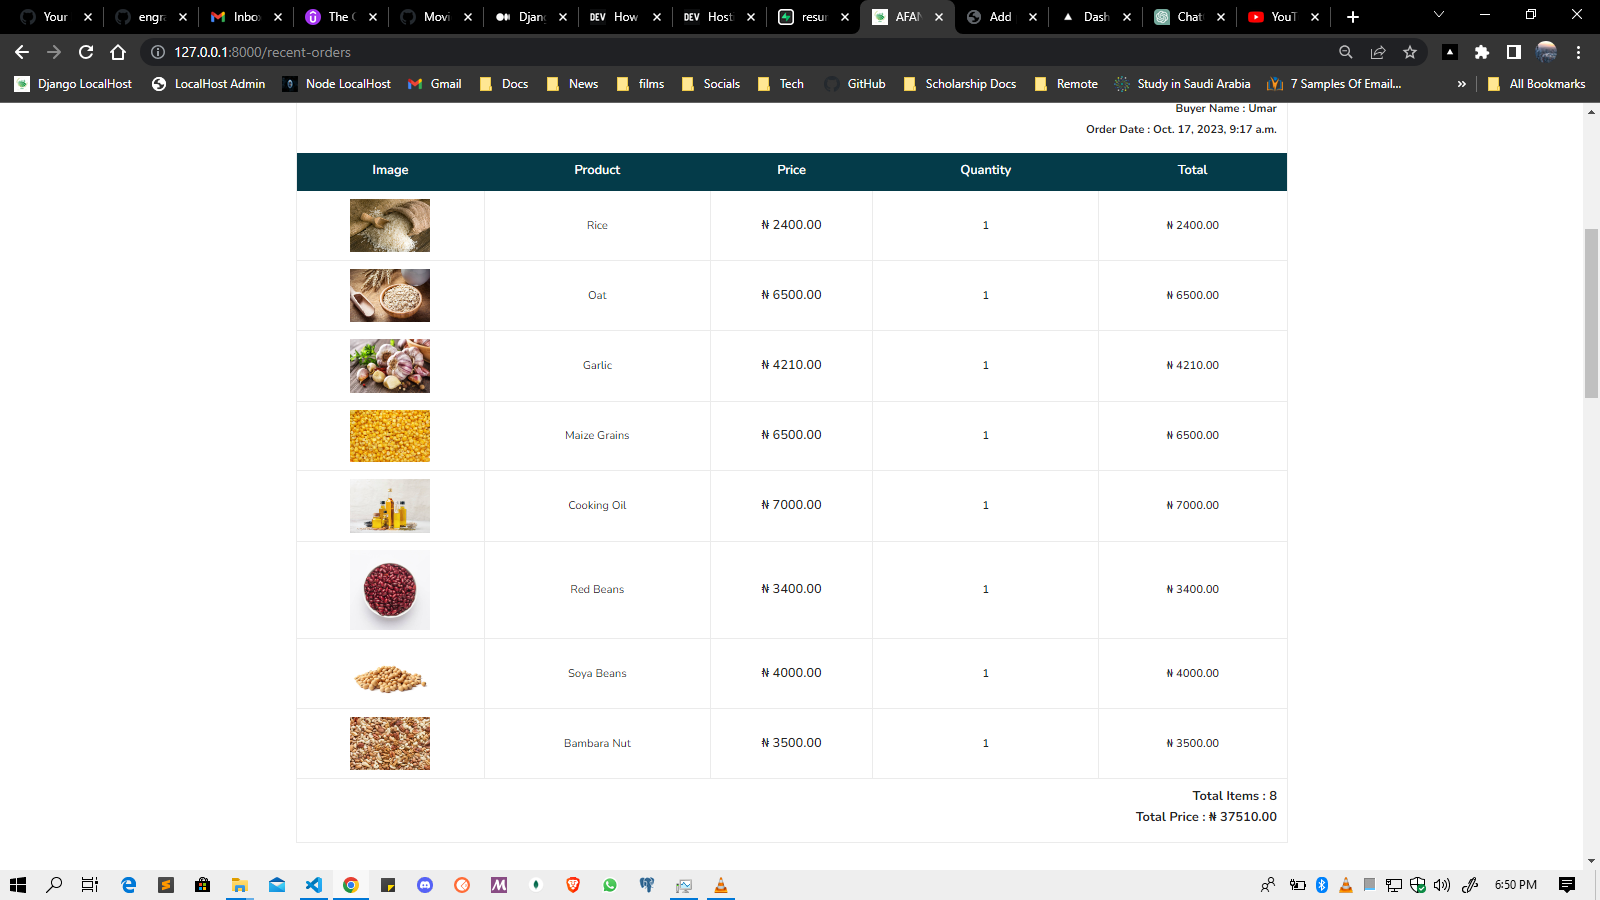 Your
engra
Inbox
The C
Movi
Djang
DEV How
DEV Host
resur
AFAN
Add
Dash
Chat
YouT
127.0.0.1:8000/recent-orders
Django LocalHost
LocalHost Admin
Node LocalHost
Gmail
Docs
News
films
Socials
Tech
GitHub
Scholarship Docs
Remote
Study in Saudi Arabia
7 Samples Of Email...
»
All Bookmarks
Buyer Name : Umar
Order Date : Oct. 17, 2023, 9:17 a.m.
Image Product Price Quantity Total
Rice ₦ 2400.00 1 ₦ 2400.00
Oat ₦ 6500.00 1 ₦ 6500.00
Garlic ₦ 4210.00 1 ₦ 4210.00
Maize Grains ₦ 6500.00 1 ₦ 6500.00
Cooking Oil ₦ 7000.00 1 ₦ 7000.00
Red Beans ₦ 3400.00 1 ₦ 3400.00
Soya Beans ₦ 4000.00 1 ₦ 4000.00
Bambara Nut ₦ 3500.00 1 ₦ 3500.00
Total Items : 8
Total Price : ₦ 37510.00
6:50 PM